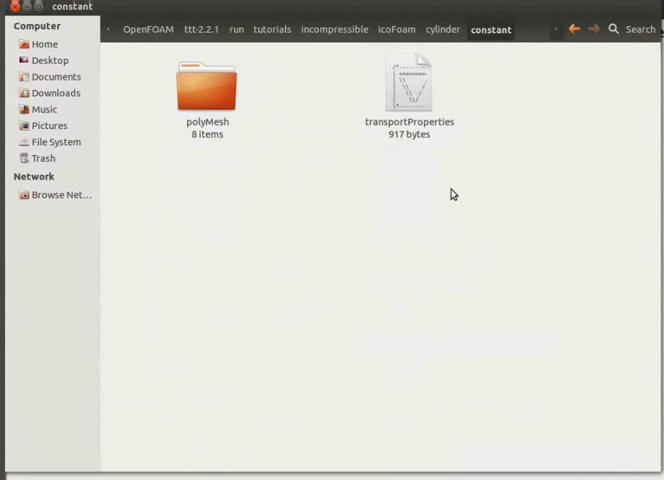 constant
Computer
Home
Desktop
Documents
Downloads
Music
Pictures
File System
Trash
Network
Browse Net...
OpenFOAM ttt-2.2.1 run tutorials incompressible icoFoam cylinder constant Search
polyMesh
8 items
transportProperties
917 bytes